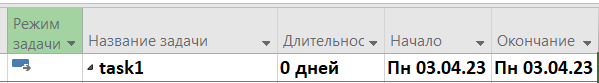 Режим задачи Название задачи Длительнос Начало Окончание
task1 0 дней Пн 03.04.23 Пн 03.04.23